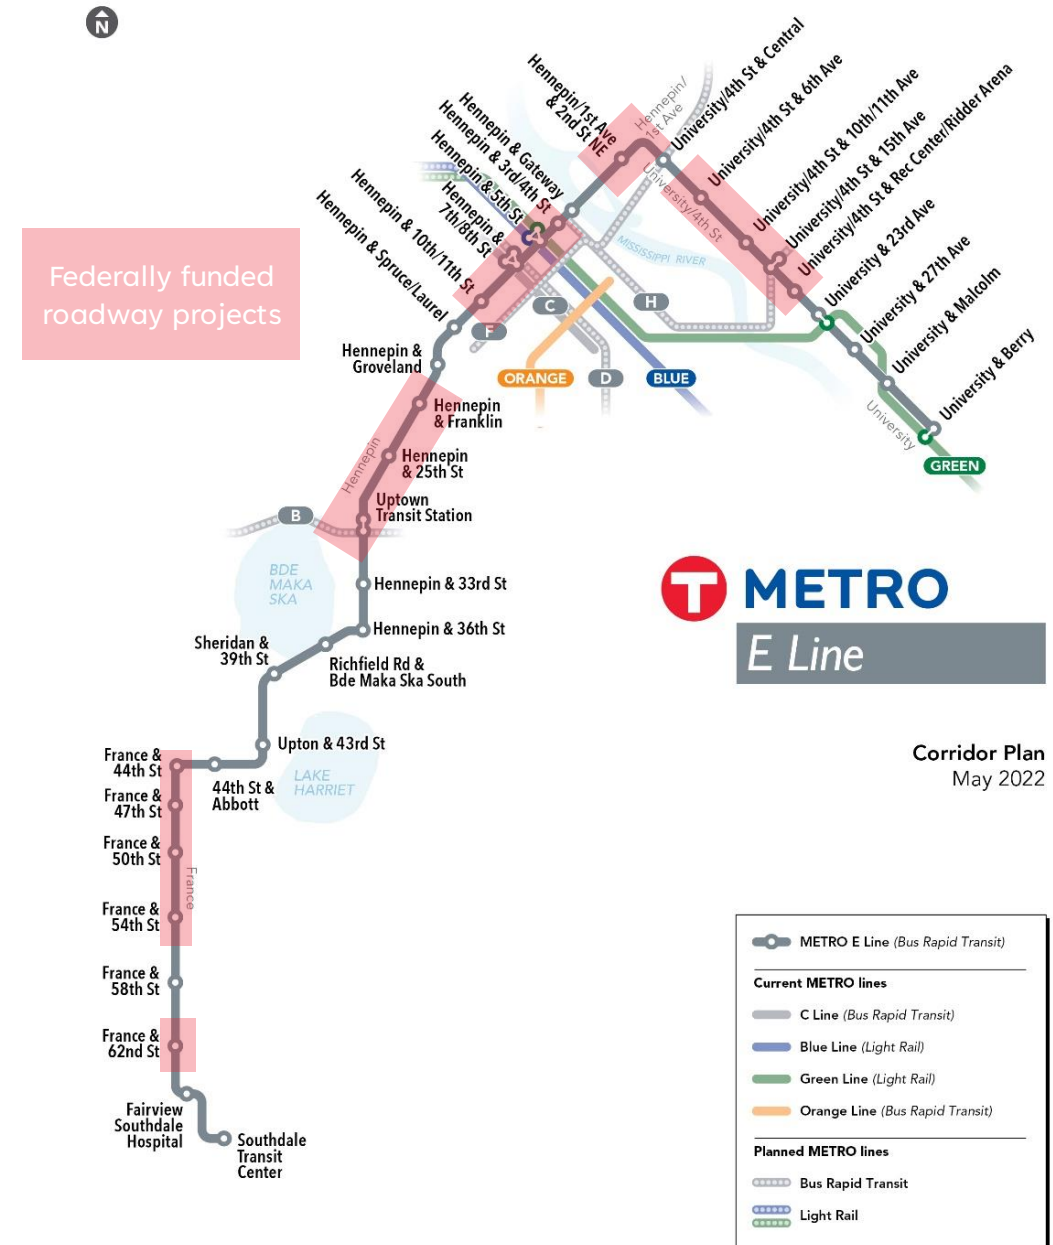 N
Hennepin/1st Ave
& 2nd St NE
Hennepin & Gateway
Hennepin & 3rd/4th St
Hennepin & 5th St
Hennepin &
7th/8th St
Hennepin & 10th/11th St
Hennepin & Spruce/Laurel
Hennepin/
1st Ave
University/4th St & Central
University/4th St & 6th Ave
University/4th St & 10th/11th Ave
University/4th St & 15th Ave
University/4th St & Rec Center/Ridder Arena
University & 23rd Ave
University & 27th Ave
University & Malcolm
University & Berry
University/4th St
MISSISSIPPI RIVER
Federally funded
roadway projects
C
H
F
ORANGE
D
BLUE
University
GREEN
Hennepin &
Groveland
Hennepin
& Franklin
Hennepin
Hennepin
& 25th St
Uptown
Transit Station
B
BDE
MAKA
SKA
Hennepin & 33rd St
Hennepin & 36th St
Sheridan &
39th St
Richfield Rd &
Bde Maka Ska South
T METRO
E Line
Upton & 43rd St
LAKE
HARRIET
Corridor Plan
May 2022
France &
44th St
44th St &
Abbott
France &
47th St
France &
50th St
France
France &
54th St
France &
58th St
France &
62nd St
Fairview
Southdale
Hospital
Southdale
Transit
Center
METRO E Line (Bus Rapid Transit)
Current METRO lines
C Line (Bus Rapid Transit)
Blue Line (Light Rail)
Green Line (Light Rail)
Orange Line (Bus Rapid Transit)
Planned METRO lines
Bus Rapid Transit
Light Rail